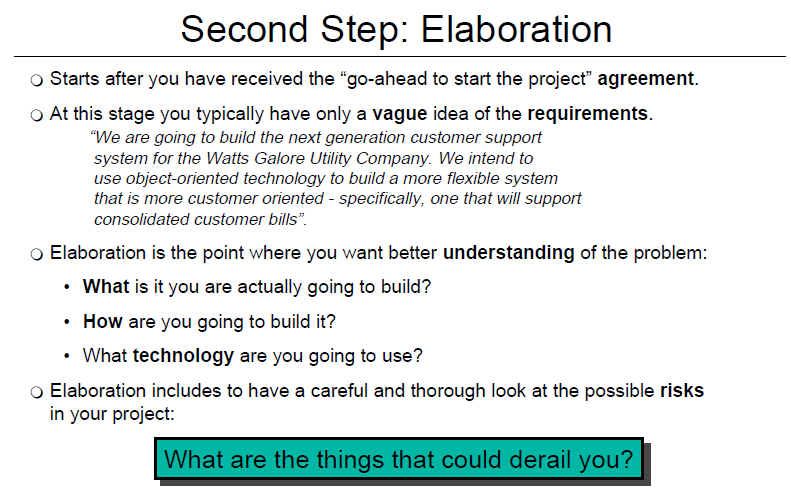 Second Step: Elaboration
Starts after you have received the “go-ahead to start the project” agreement.
At this stage you typically have only a vague idea of the requirements.
“We are going to build the next generation customer support
system for the Watts Galore Utility Company. We intend to
use object-oriented technology to build a more flexible system
that is more customer oriented - specifically, one that will support
consolidated customer bills”.
Elaboration is the point where you want better understanding of the problem:
• What is it you are actually going to build?
• How are you going to build it?
• What technology are you going to use?
Elaboration includes to have a careful and thorough look at the possible risks
in your project:
What are the things that could derail you?